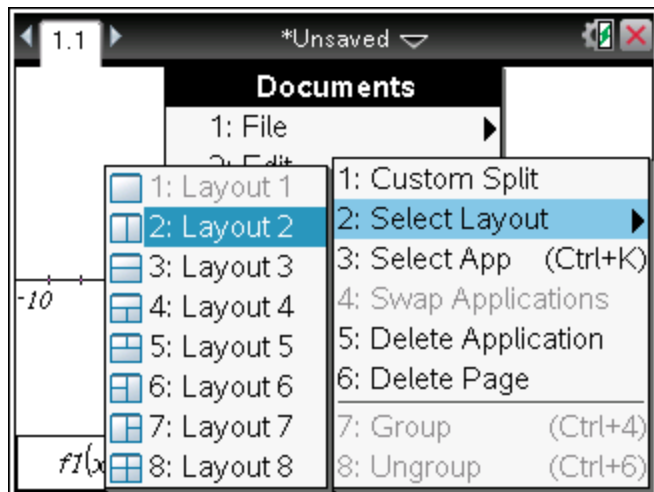 1.1
*Unsaved
Documents
1: File
2: Edit
1: Layout 1
2: Layout 2
3: Layout 3
4: Layout 4
5: Layout 5
6: Layout 6
7: Layout 7
8: Layout 8
1: Custom Split
2: Select Layout
3: Select App (Ctrl+K)
4: Swap Applications
5: Delete Application
6: Delete Page
7: Group (Ctrl+4)
8: Ungroup (Ctrl+6)
-10
f1(x